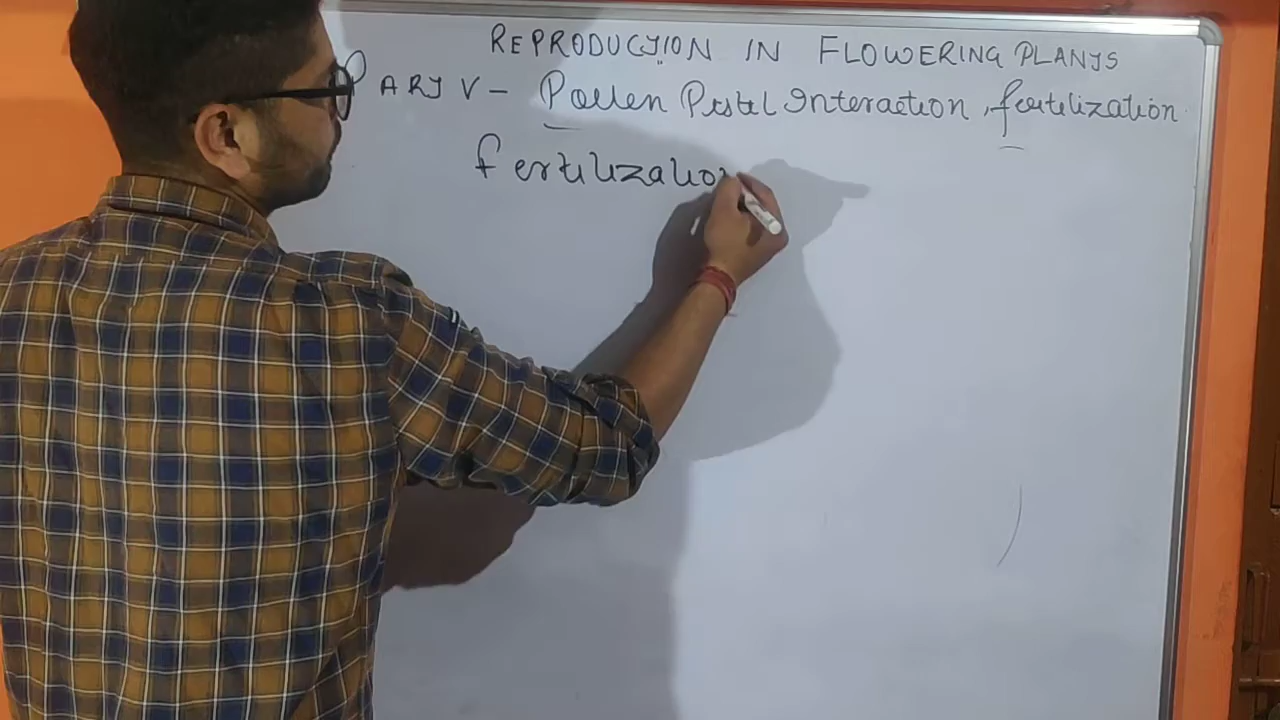 REPRODUCTION IN FLOWERING PLANTS
PART V - Pollen Pistil Interaction, fertilization
fertilization